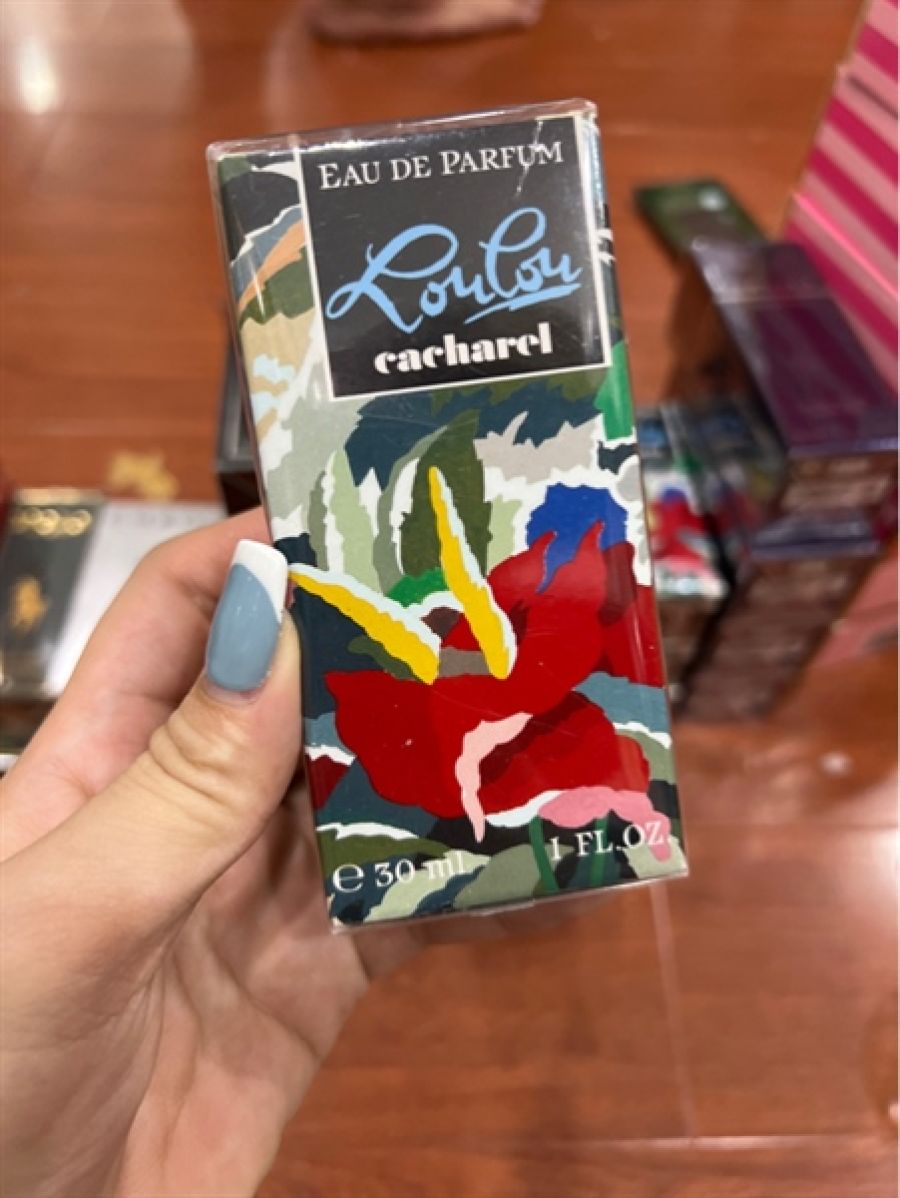 EAU DE PARFUM
Loulou
cacharel
℮ 30 ml 1 FL.OZ.